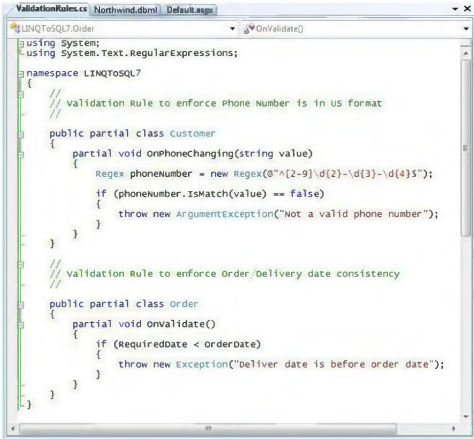 ValidationRules.cs Northwind.dbml Default.aspx
LINQToSQL7.Order OnValidate()
using System;
using System.Text.RegularExpressions;
namespace LINQToSQL7
{
//
// Validation Rule to enforce Phone Number is in US format
//
public partial class Customer
{
partial void OnPhoneChanging(string value)
{
Regex phoneNumber = new Regex(@"^[2-9]\d{2}-\d{3}-\d{4}$");
if (phoneNumber.IsMatch(value) == false)
{
throw new ArgumentException("Not a valid phone number");
}
}
}
//
// Validation Rule to enforce Order/Delivery date consistency
//
public partial class Order
{
partial void OnValidate()
{
if (RequiredDate < OrderDate)
{
throw new Exception("Deliver date is before order date");
}
}
}
}